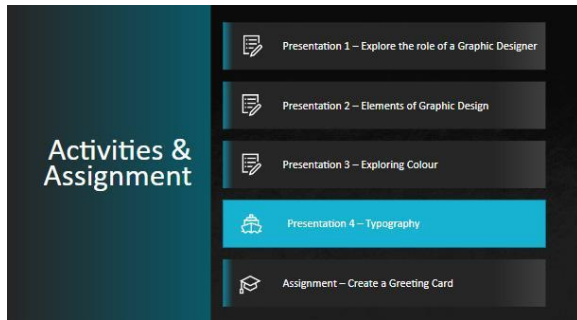 Activities &
Assignment
Presentation 1 – Explore the role of a Graphic Designer
Presentation 2 – Elements of Graphic Design
Presentation 3 – Exploring Colour
Presentation 4 – Typography
Assignment – Create a Greeting Card